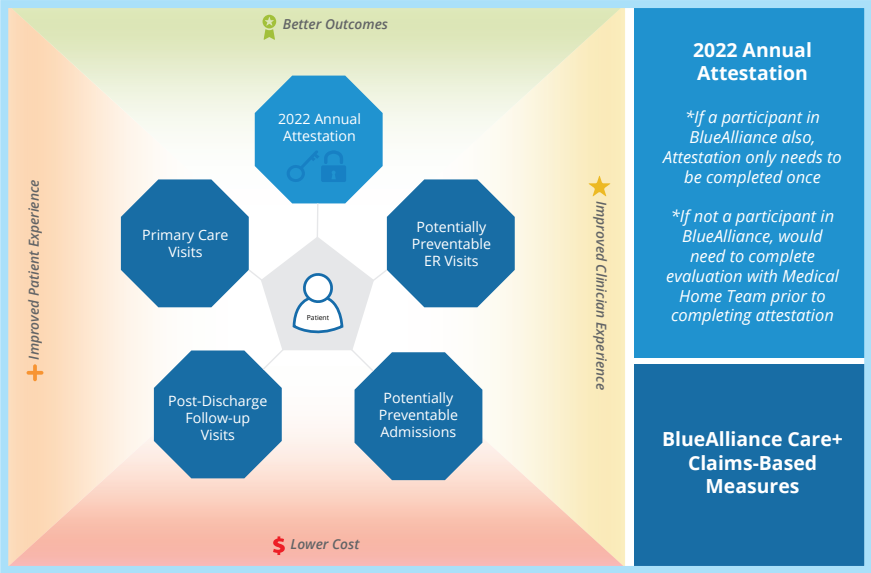 Better Outcomes
2022 Annual
Attestation
Primary Care
Visits
Potentially
Preventable
ER Visits
Patient
Post-Discharge
Follow-up
Visits
Potentially
Preventable
Admissions
Improved Patient Experience
Improved Clinician Experience
$ Lower Cost
2022 Annual
Attestation
*If a participant in
BlueAlliance also,
Attestation only needs to
be completed once
*If not a participant in
BlueAlliance, would
need to complete
evaluation with Medical
Home Team prior to
completing attestation
BlueAlliance Care+
Claims-Based
Measures